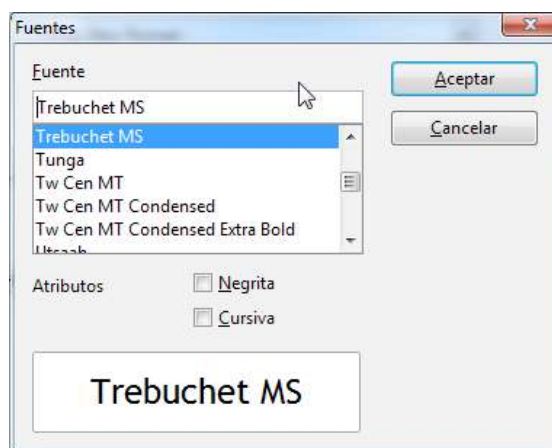 Fuentes
Fuente
Aceptar
Trebuchet MS
Cancelar
Trebuchet MS
Tunga
Tw Cen MT
Tw Cen MT Condensed
Tw Cen MT Condensed Extra Bold
Utsaah
Atributos
Negrita
Cursiva
Trebuchet MS